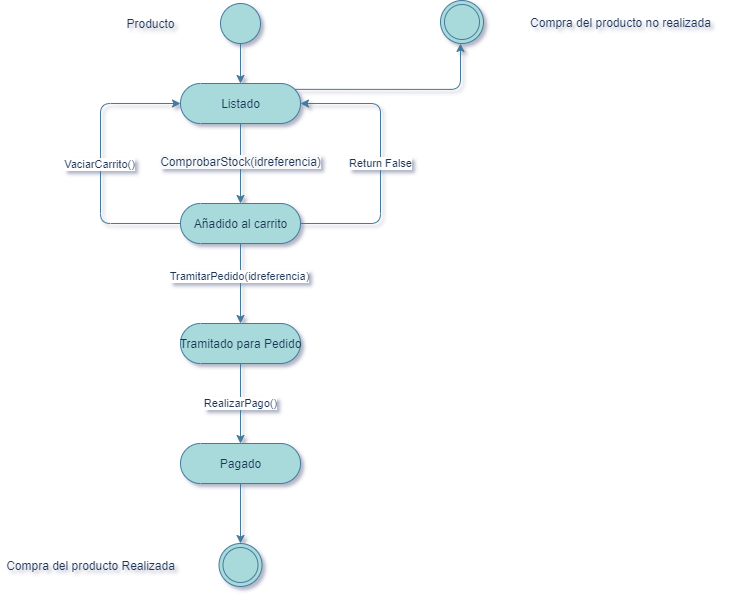 Producto
Compra del producto no realizada
Listado
VaciarCarrito()
ComprobarStock(idreferencia)
Return False
Añadido al carrito
TramitarPedido(idreferencia)
Tramitado para Pedido
RealizarPago()
Pagado
Compra del producto Realizada